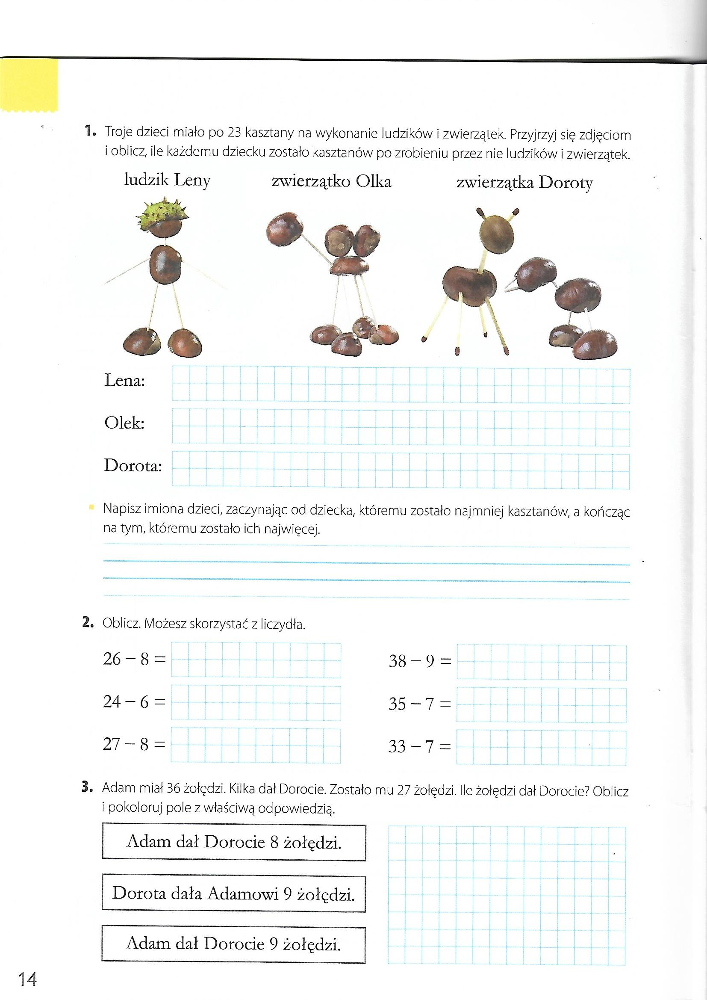 1. Troje dzieci miało po 23 kasztany na wykonanie ludzików i zwierzątek. Przyjrzyj się zdjęciom
i oblicz, ile każdemu dziecku zostało kasztanów po zrobieniu przez nie ludzików i zwierzątek.
ludzik Leny
zwierzątko Olka
zwierzątka Doroty
Lena:
Olek:
Dorota:
Napisz imiona dzieci, zaczynając od dziecka, któremu zostało najmniej kasztanów, a kończąc
na tym, któremu zostało ich najwięcej.
2. Oblicz. Możesz skorzystać z liczydła.
26 – 8 =
38 – 9 =
24 – 6 =
35 – 7 =
27 – 8 =
33 – 7 =
3. Adam miał 36 żołędzi. Kilka dał Dorocie. Zostało mu 27 żołędzi. Ile żołędzi dał Dorocie? Oblicz
i pokoloruj pole z właściwą odpowiedzią.
Adam dał Dorocie 8 żołędzi.
Dorota dała Adamowi 9 żołędzi.
Adam dał Dorocie 9 żołędzi.
14